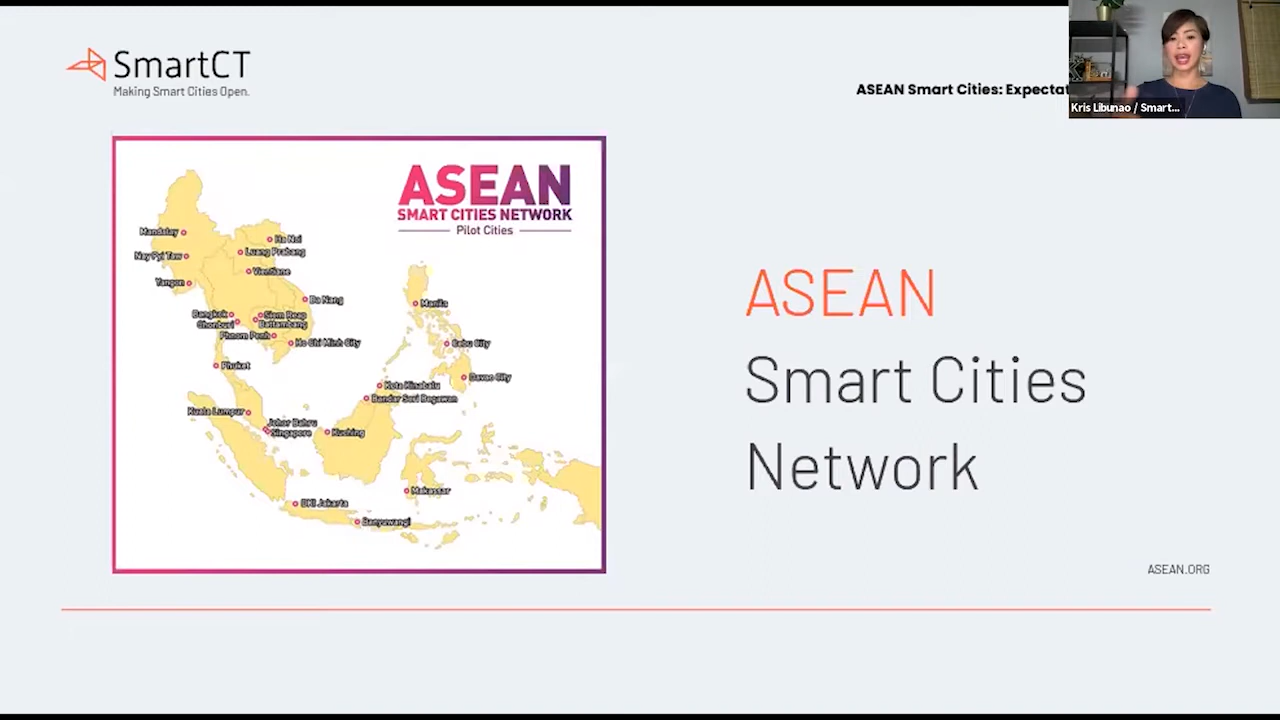 SmartCT
Making Smart Cities Open.
ASEAN Smart Cities: Expectat
Kris Libunao / Smart...
ASEAN
SMART CITIES NETWORK
Pilot Cities
Mandalay
Ha Noi
Luang Prabang
Nay Pyi Taw
Vientiane
Yangon
Da Nang
Manila
Bangkok
Siem Reap
Chonburi
Battambang
Phnom Penh
Ho Chi Minh City
Cebu City
Phuket
Davao City
Kota Kinabalu
Bandar Seri Begawan
Kuala Lumpur
Johor Bahru
Singapore
Kuching
Makassar
DKI Jakarta
Banyuwangi
ASEAN
Smart Cities
Network
ASEAN.ORG